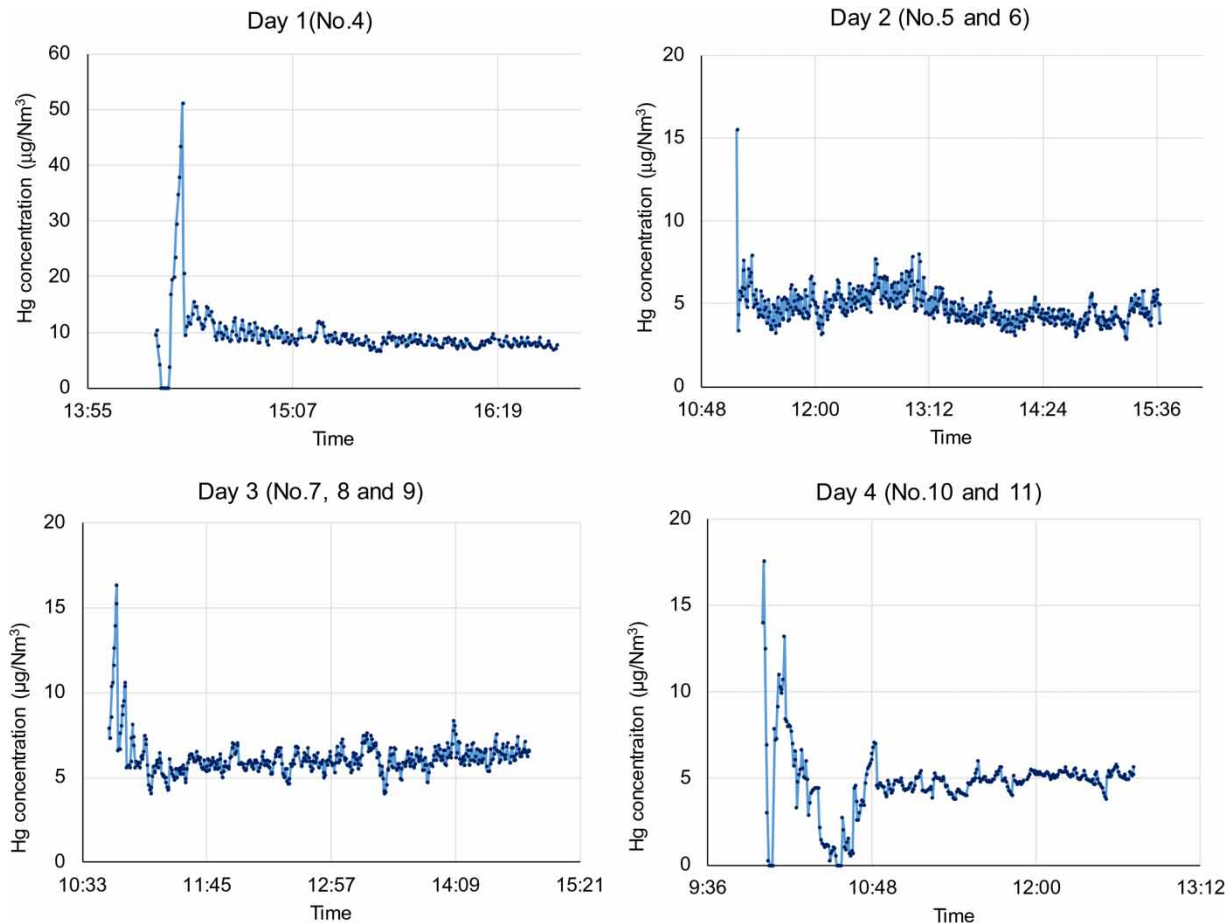 Day 1(No.4)
60
50
40
30
20
10
0
Hg concentration (μg/Nm³)
13:55 15:07 16:19
Time
Day 2 (No.5 and 6)
20
15
10
5
0
Hg concentration (μg/Nm³)
10:48 12:00 13:12 14:24 15:36
Time
Day 3 (No.7, 8 and 9)
20
15
10
5
0
Hg concentration (μg/Nm³)
10:33 11:45 12:57 14:09 15:21
Time
Day 4 (No.10 and 11)
20
15
10
5
0
Hg concentraiton (μg/Nm³)
9:36 10:48 12:00 13:12
Time